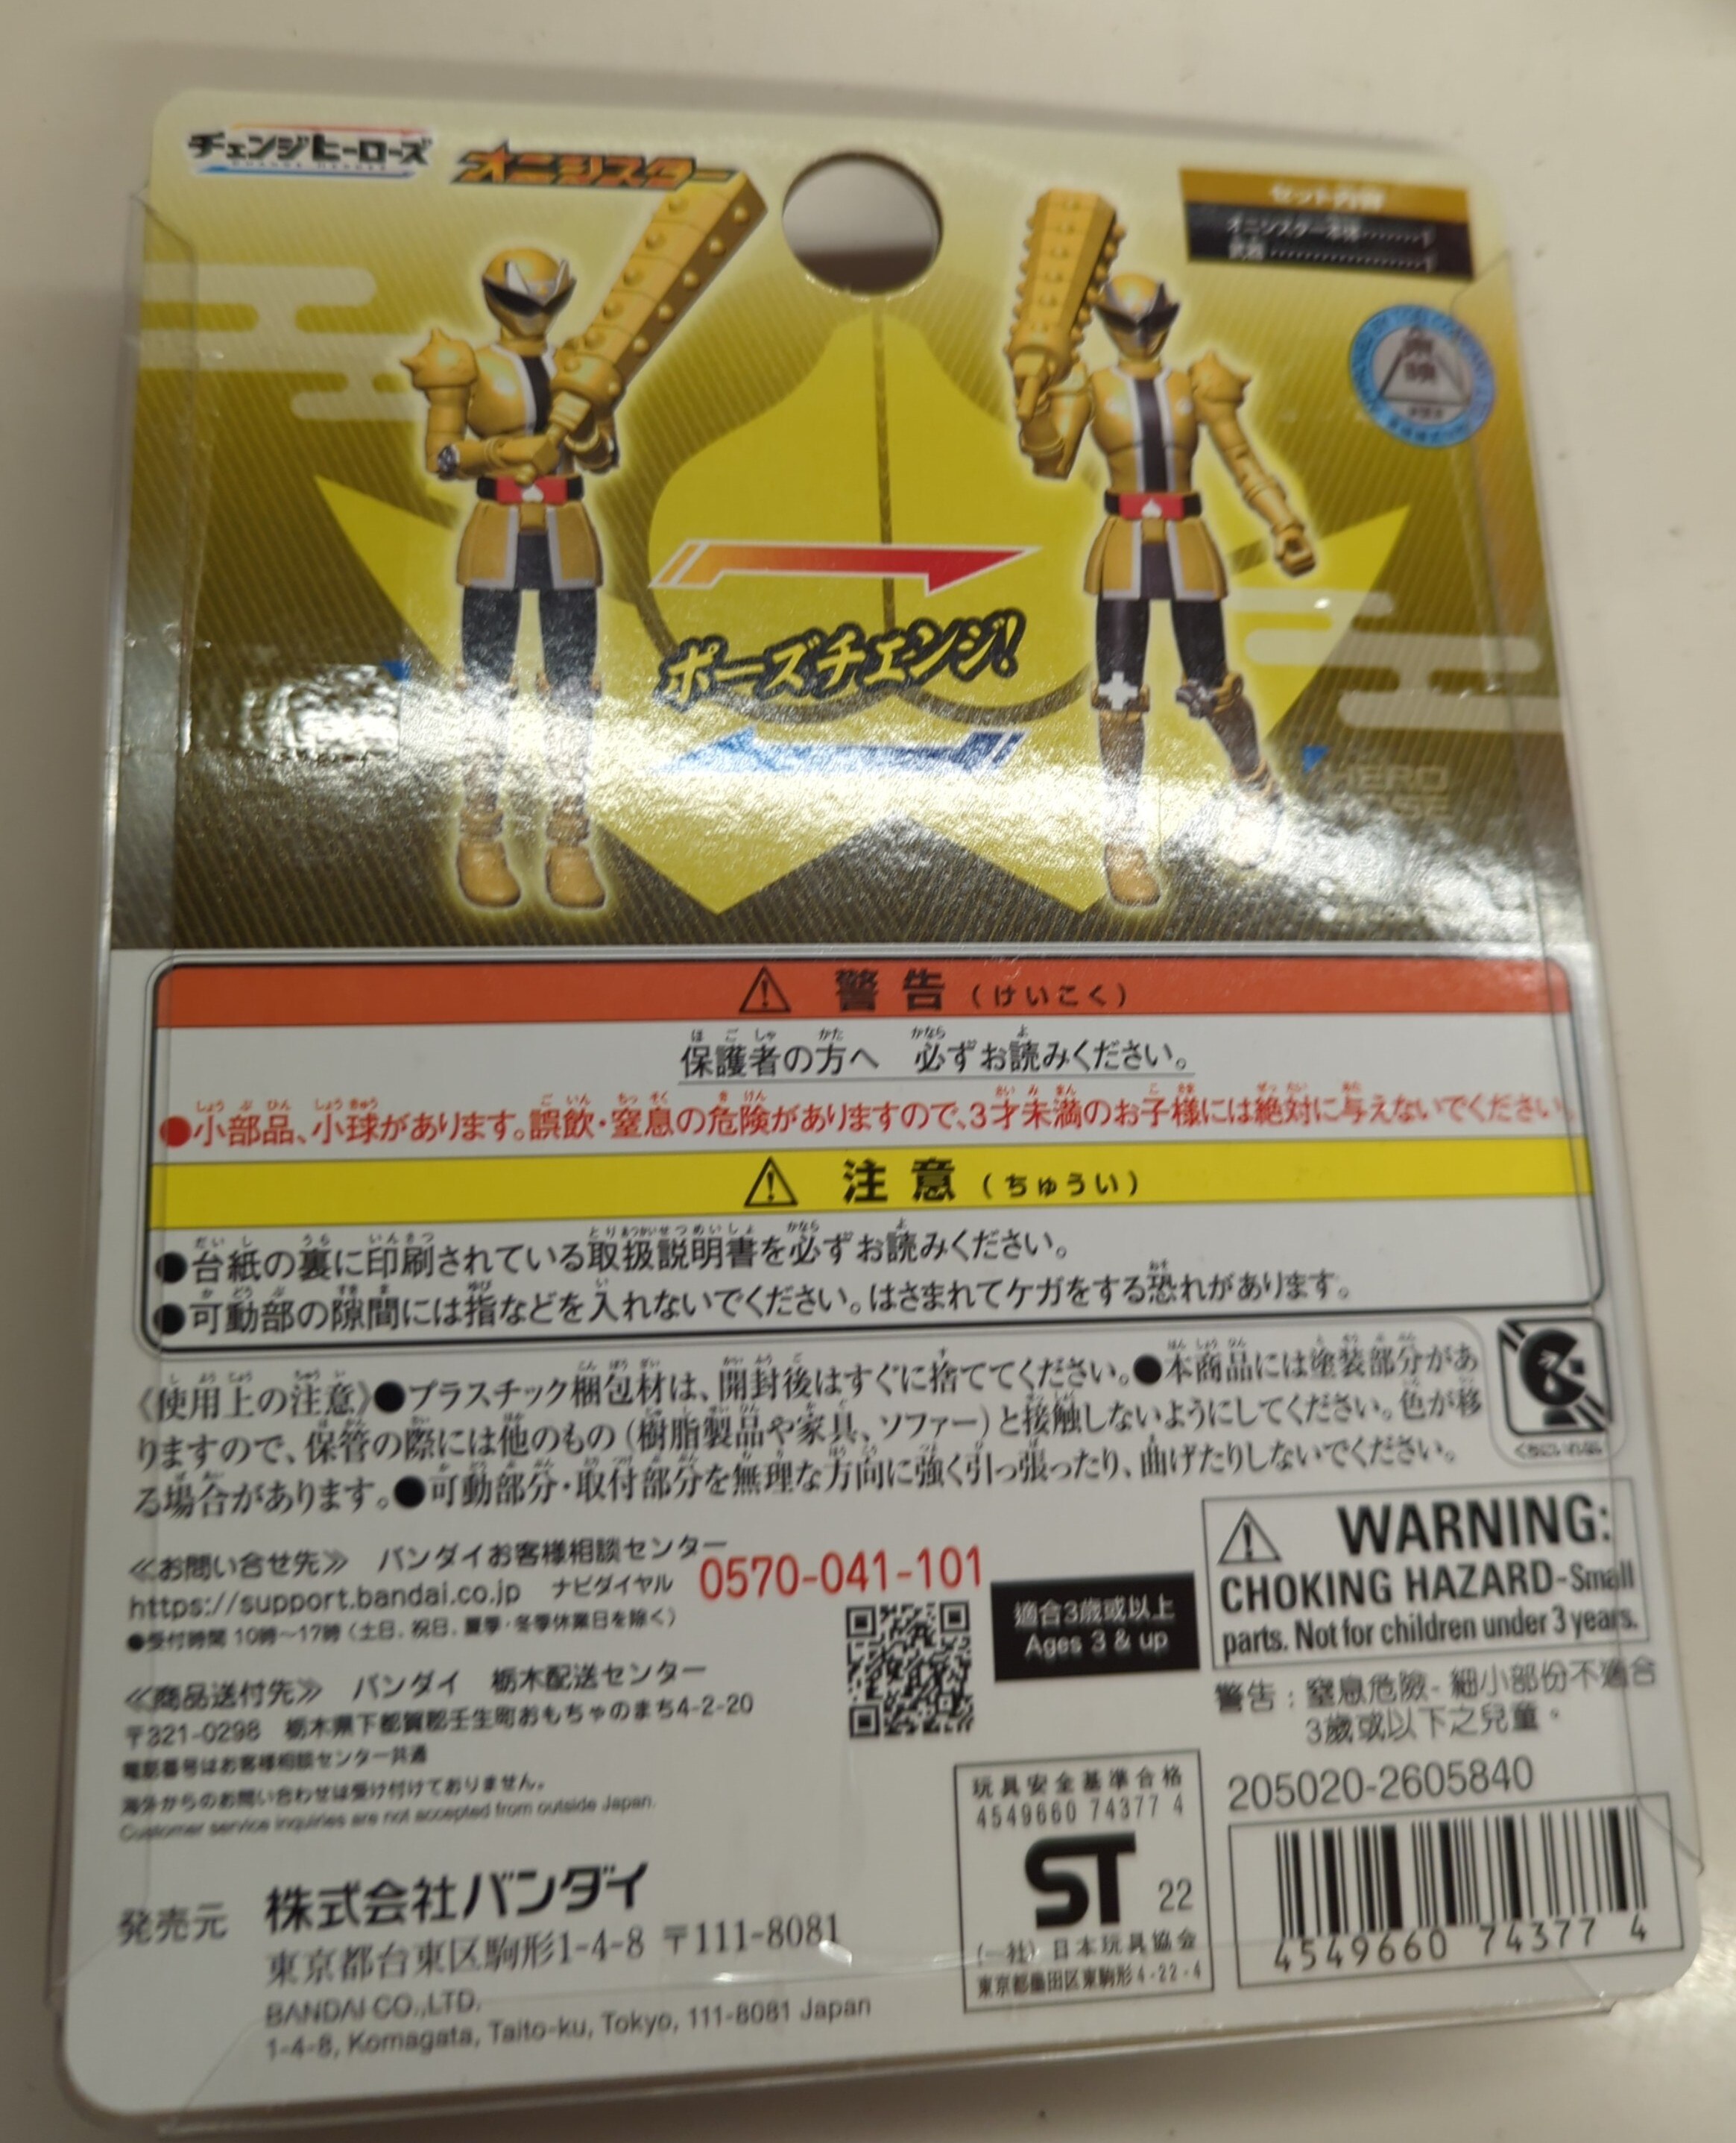 チェンジヒーローズ
オニシスター
セット内容
オニシスター本体………1
武器………………1
東映
ポーズチェンジ!
HERO
警告(けいこく)
保護者の方へ 必ずお読みください。
●小部品、小球があります。誤飲・窒息の危険がありますので、3才未満のお子様には絶対に与えないでください。
注意(ちゅうい)
●台紙の裏に印刷されている取扱説明書を必ずお読みください。
●可動部の隙間には指などを入れないでください。はさまれてケガをする恐れがあります。
《使用上の注意》●プラスチック梱包材は、開封後はすぐに捨ててください。●本商品には塗装部分があ
りますので、保管の際には他のもの(樹脂製品や家具、ソファー)と接触しないようにしてください。色が移
る場合があります。●可動部分・取付部分を無理な方向に強く引っ張ったり、曲げたりしないでください。
くちにいれない
≪お問い合せ先≫ バンダイお客様相談センター
https://support.bandai.co.jp ナビダイヤル 0570-041-101
●受付時間 10時～17時(土日、祝日、夏季・冬季休業日を除く)
≪商品送付先≫ バンダイ 栃木配送センター
〒321-0298 栃木県下都賀郡壬生町おもちゃのまち4-2-20
電話番号はお客様相談センター共通
海外からのお問い合わせは受け付けておりません。
Customer service inquiries are not accepted from outside Japan.
適合3歲或以上
Ages 3 & up
WARNING:
CHOKING HAZARD-Small
parts. Not for children under 3 years.
警告：窒息危險-細小部份不適合
3歲或以下之兒童。
205020-2605840
発売元 株式会社バンダイ
東京都台東区駒形1-4-8 〒111-8081
BANDAI CO.,LTD.
1-4-8, Komagata, Taito-ku, Tokyo, 111-8081 Japan
玩具安全基準合格
4549660 74377 4
ST 22
(一社)日本玩具協会
東京都墨田区東駒形4-22-4
4549660 74377 4